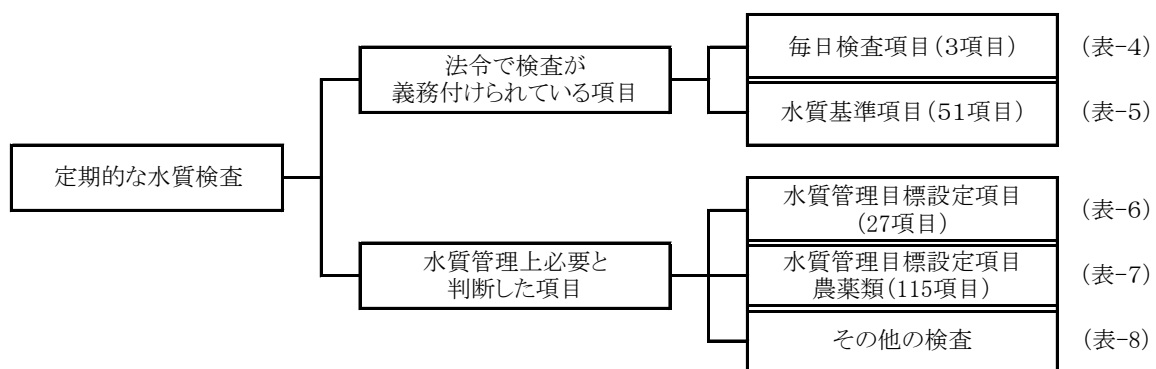 定期的な水質検査
法令で検査が
義務付けられている項目
毎日検査項目(3項目) (表-4)
水質基準項目(51項目) (表-5)
水質管理上必要と
判断した項目
水質管理目標設定項目
(27項目) (表-6)
水質管理目標設定項目
農薬類(115項目) (表-7)
その他の検査 (表-8)